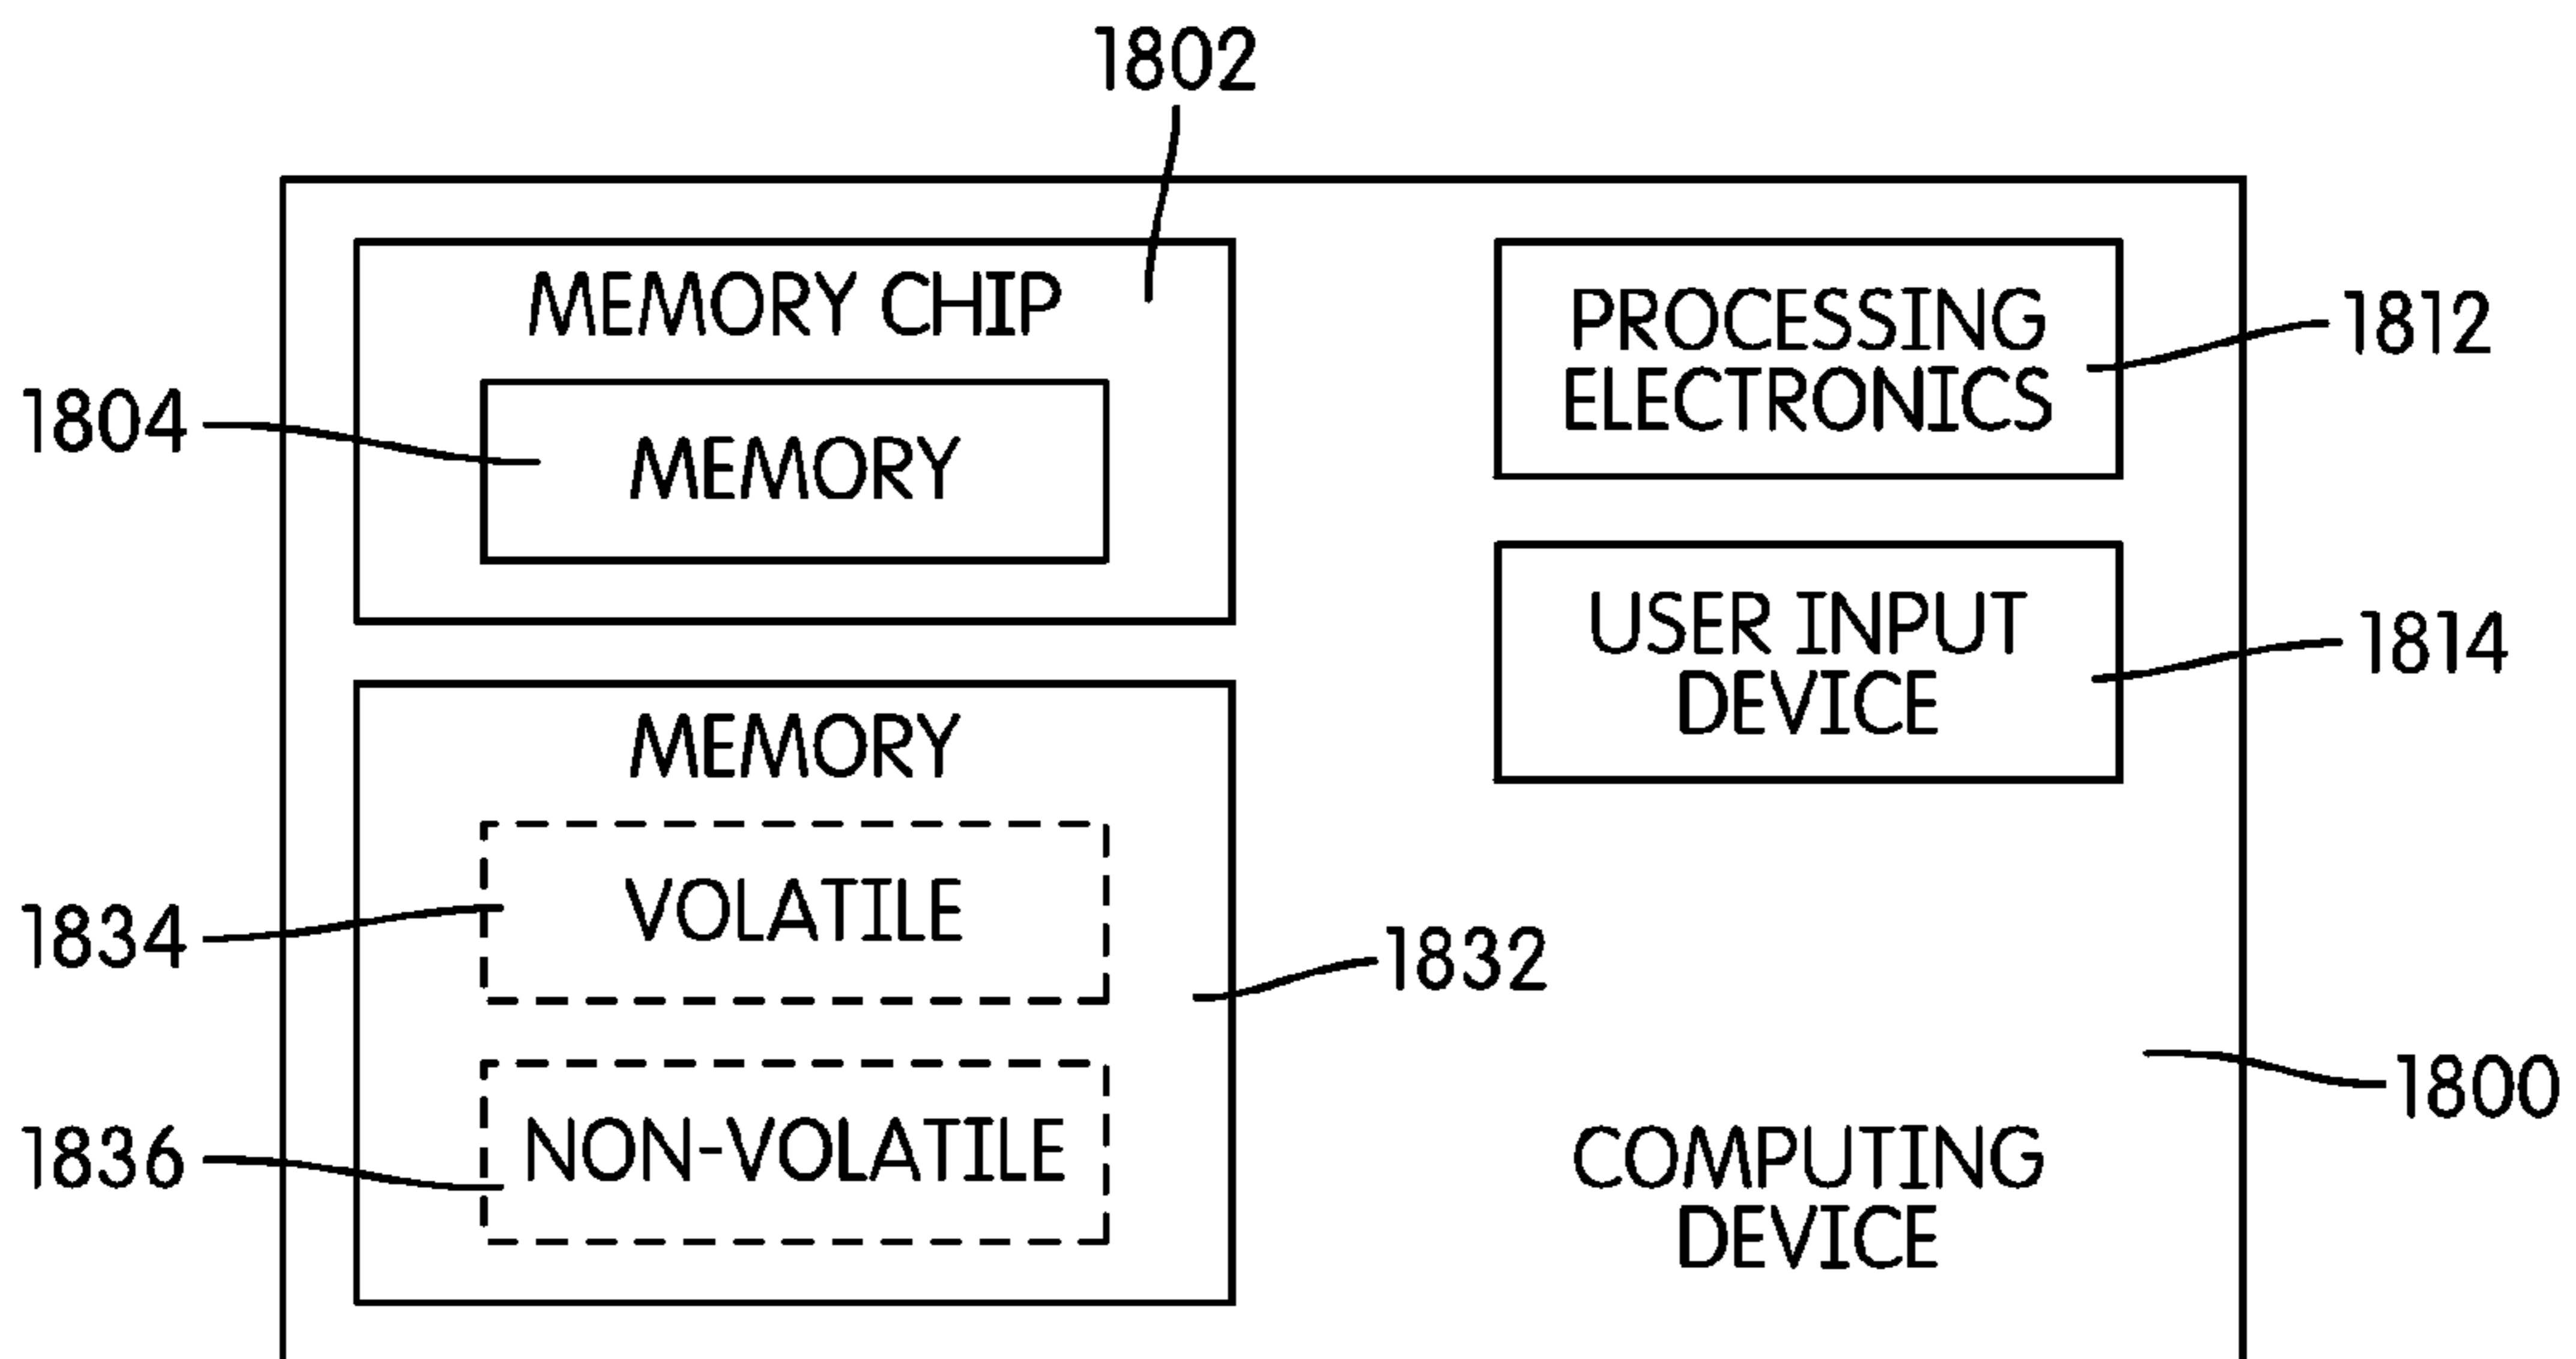 1802
MEMORY CHIP
1804
MEMORY
PROCESSING
ELECTRONICS
1812
USER INPUT
DEVICE
1814
MEMORY
1834
VOLATILE
1832
1836
NON-VOLATILE
1800
COMPUTING
DEVICE